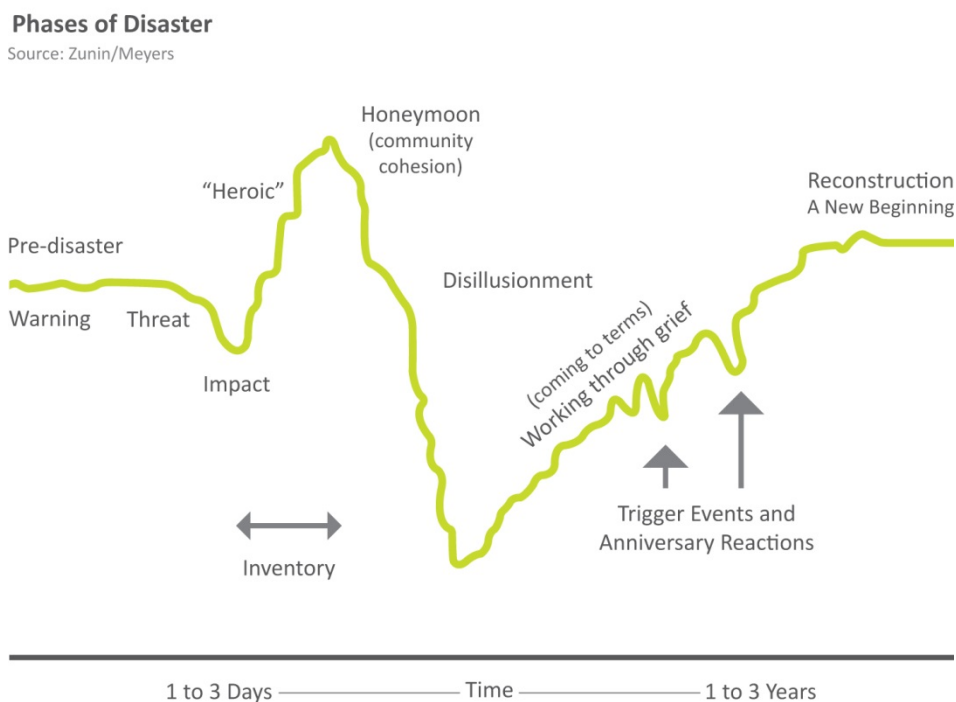 Phases of Disaster
Source: Zunin/Meyers
Honeymoon
(community
cohesion)
“Heroic”
Reconstruction
A New Beginning
Pre-disaster
Disillusionment
Warning
Threat
(coming to terms)
Working through grief
Impact
Trigger Events and
Anniversary Reactions
Inventory
1 to 3 Days
Time
1 to 3 Years